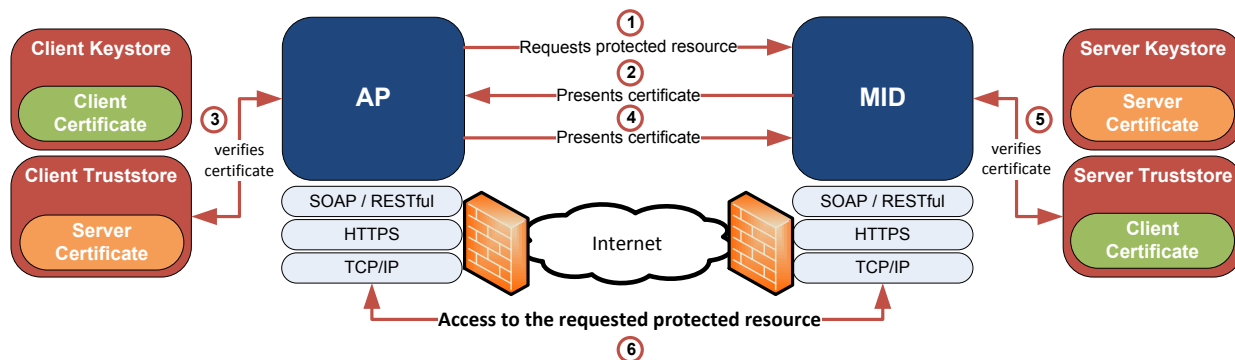 1
Requests protected resource
2
Presents certificate
4
Presents certificate
Client Keystore
Client
Certificate
3
verifies
certificate
Client Truststore
Server
Certificate
AP
SOAP / RESTful
HTTPS
TCP/IP
Internet
MID
SOAP / RESTful
HTTPS
TCP/IP
Server Keystore
Server
Certificate
5
verifies
certificate
Server Truststore
Client
Certificate
Access to the requested protected resource
6